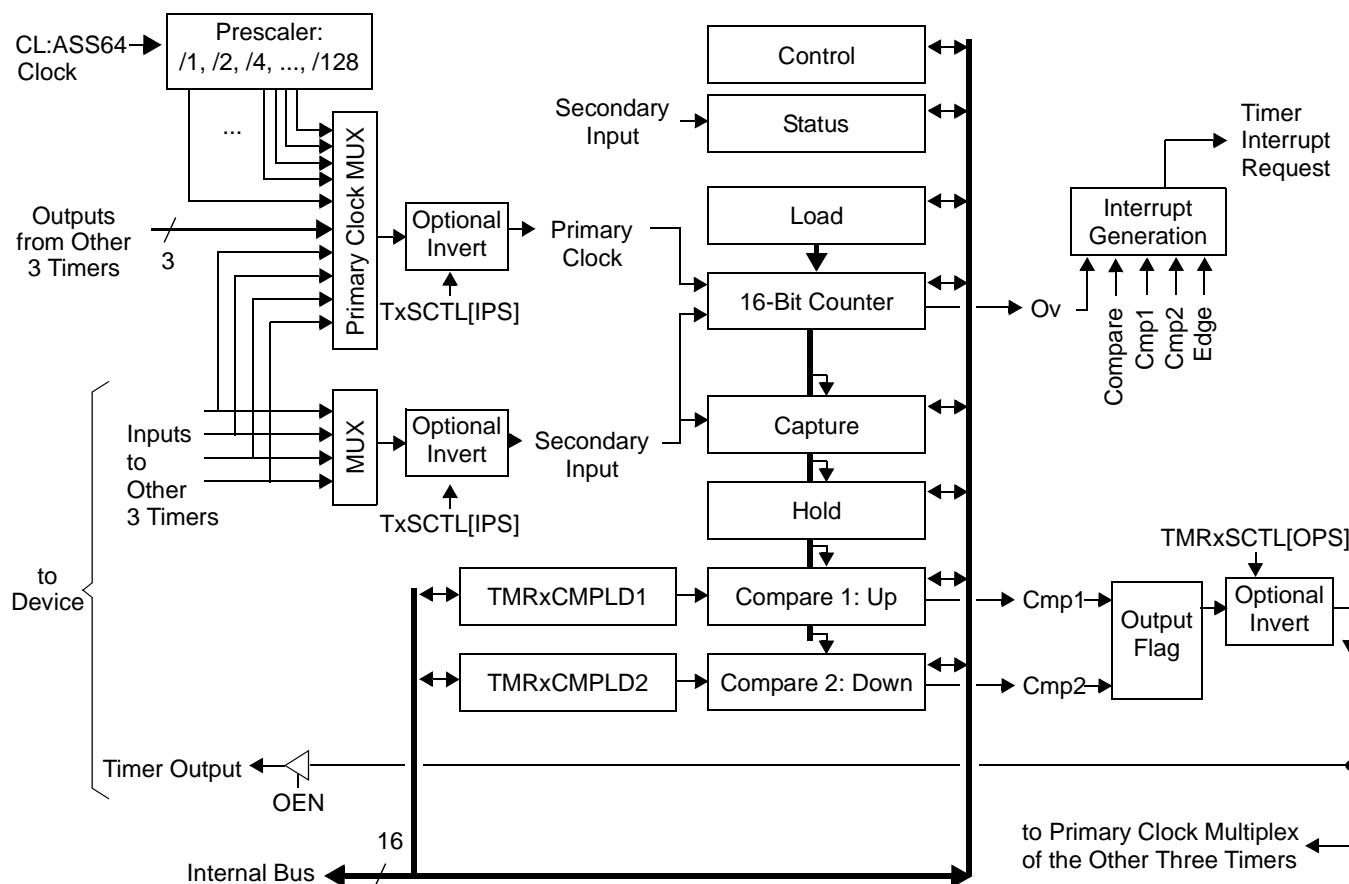 CL:ASS64
Clock
Prescaler:
/1, /2, /4, ..., /128
...
Control
Secondary
Input
Status
Timer
Interrupt
Request
Primary Clock MUX
Outputs
from Other
3 Timers
3
Optional
Invert
TxSCTL[IPS]
Primary
Clock
Load
16-Bit Counter
Ov
Interrupt
Generation
Compare
Cmp1
Cmp2
Edge
Inputs
to
Other
3 Timers
MUX
Optional
Invert
TxSCTL[IPS]
Secondary
Input
Capture
Hold
to
Device
TMRxCMPLD1
Compare 1: Up
Cmp1
TMRxCMPLD2
Compare 2: Down
Cmp2
Output
Flag
TMRxSCTL[OPS]
Optional
Invert
Timer Output
OEN
16
Internal Bus
to Primary Clock Multiplex
of the Other Three Timers